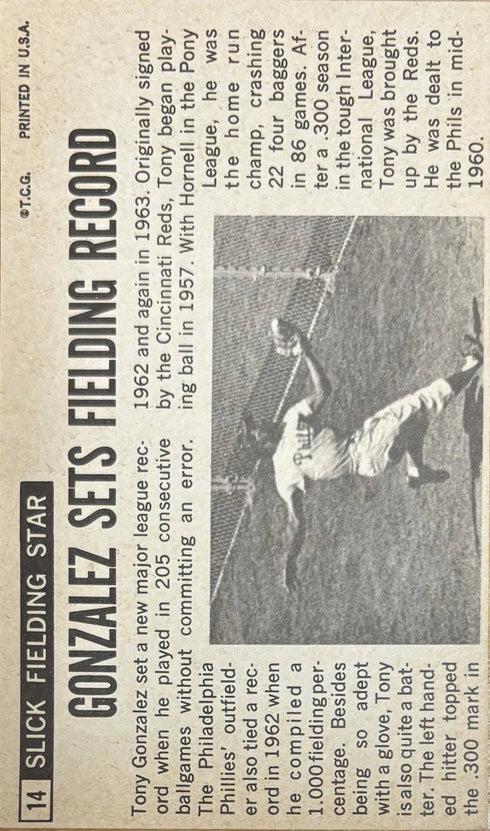 14 SLICK FIELDING STAR
©T.C.G. PRINTED IN U.S.A.
GONZALEZ SETS FIELDING RECORD
Tony Gonzalez set a new major league rec-
ord when he played in 205 consecutive
ballgames without committing an error.
The Philadelphia
Phillies' outfield-
er also tied a rec-
ord in 1962 when
he compiled a
1.000 fielding per-
centage. Besides
being so adept
with a glove, Tony
is also quite a bat-
ter. The left hand-
ed hitter topped
the .300 mark in
1962 and again in 1963. Originally signed
by the Cincinnati Reds, Tony began play-
ing ball in 1957. With Hornell in the Pony
League, he was
the home run
champ, crashing
22 four baggers
in 86 games. Af-
ter a .300 season
in the tough Inter-
national League,
Tony was brought
up by the Reds.
He was dealt to
the Phils in mid-
1960.
Phillies